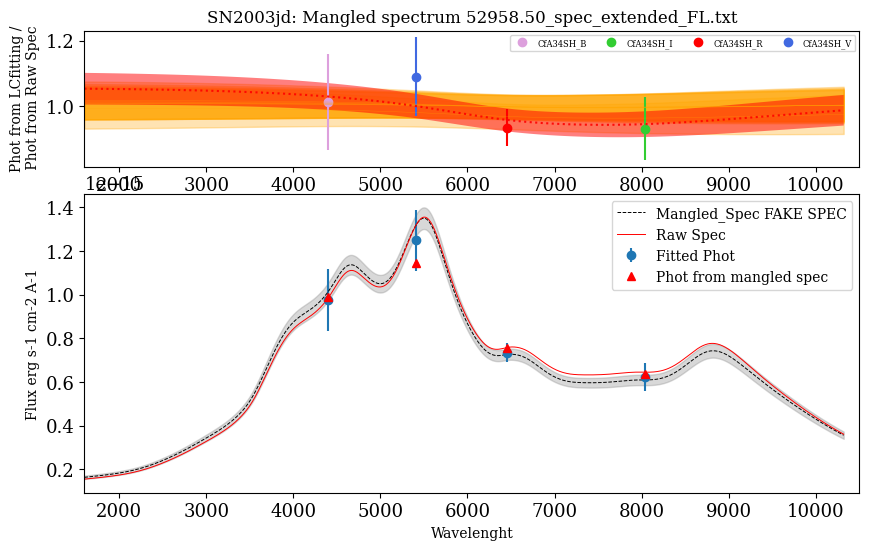 SN2003jd: Mangled spectrum 52958.50_spec_extended_FL.txt
Phot from LCfitting /
Phot from Raw Spec
1.2
1.0
CfA34SH_B
CfA34SH_I
CfA34SH_R
CfA34SH_V
2000 3000 4000 5000 6000 7000 8000 9000 10000
1e−15
Flux erg s-1 cm-2 A-1
1.4
1.2
1.0
0.8
0.6
0.4
0.2
Mangled_Spec FAKE SPEC
Raw Spec
Fitted Phot
Phot from mangled spec
2000 3000 4000 5000 6000 7000 8000 9000 10000
Wavelenght